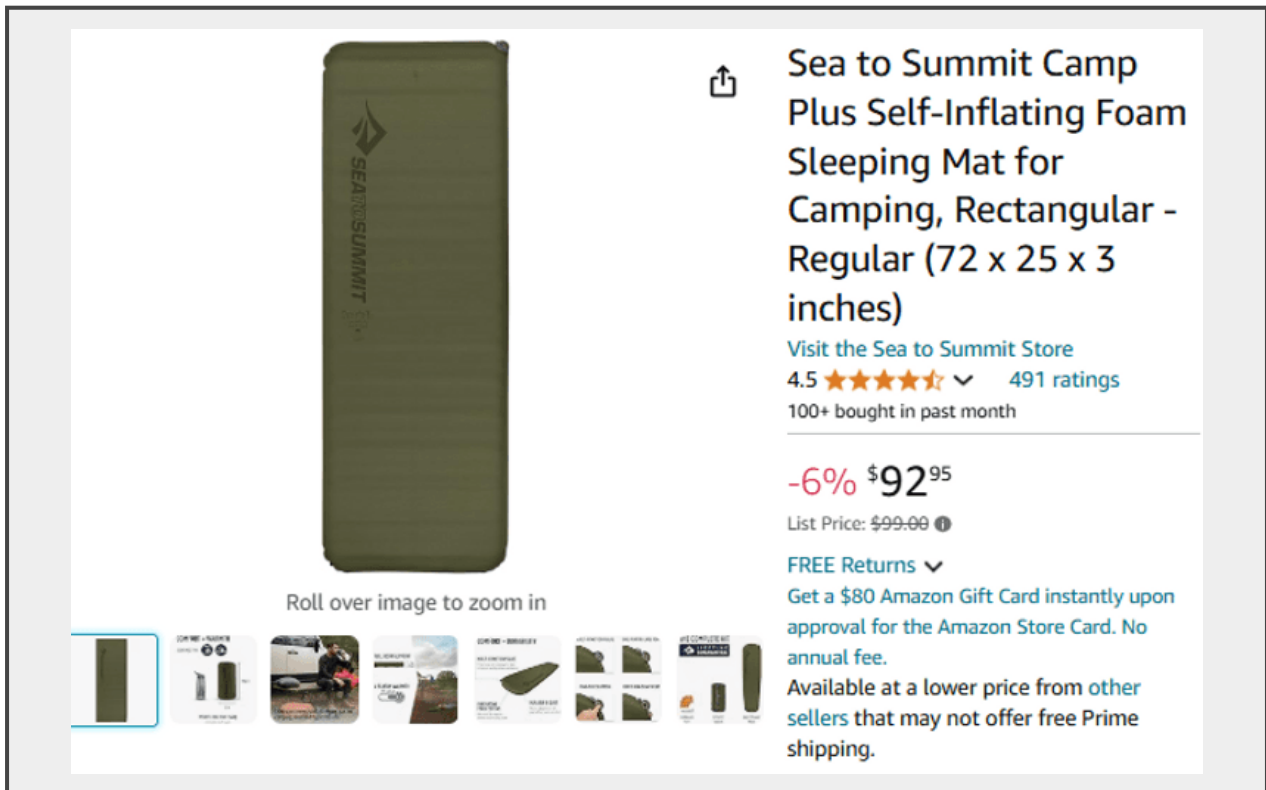 Sea to Summit Camp
Plus Self-Inflating Foam
Sleeping Mat for
Camping, Rectangular -
Regular (72 x 25 x 3
inches)
Visit the Sea to Summit Store
4.5
491 ratings
100+ bought in past month
-6% $92.95
List Price: $99.00
FREE Returns
Get a $80 Amazon Gift Card instantly upon
approval for the Amazon Store Card. No
annual fee.
Available at a lower price from other
sellers that may not offer free Prime
shipping.
SEATOSUMMIT
Roll over image to zoom in